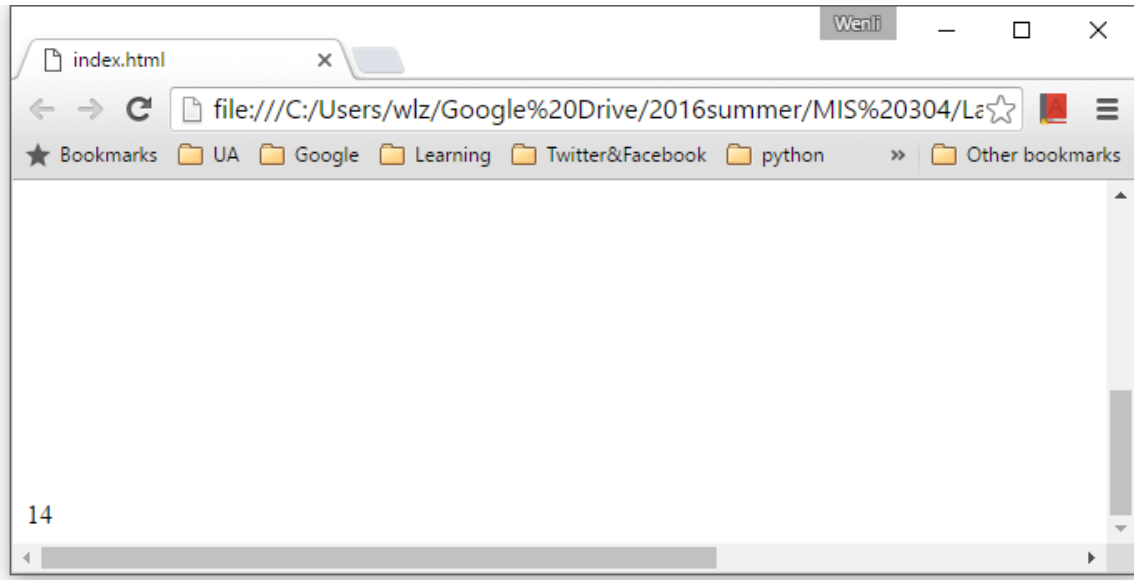 Wenli
index.html
file:///C:/Users/wlz/Google%20Drive/2016summer/MIS%20304/La
Bookmarks UA Google Learning Twitter&Facebook python » Other bookmarks
14